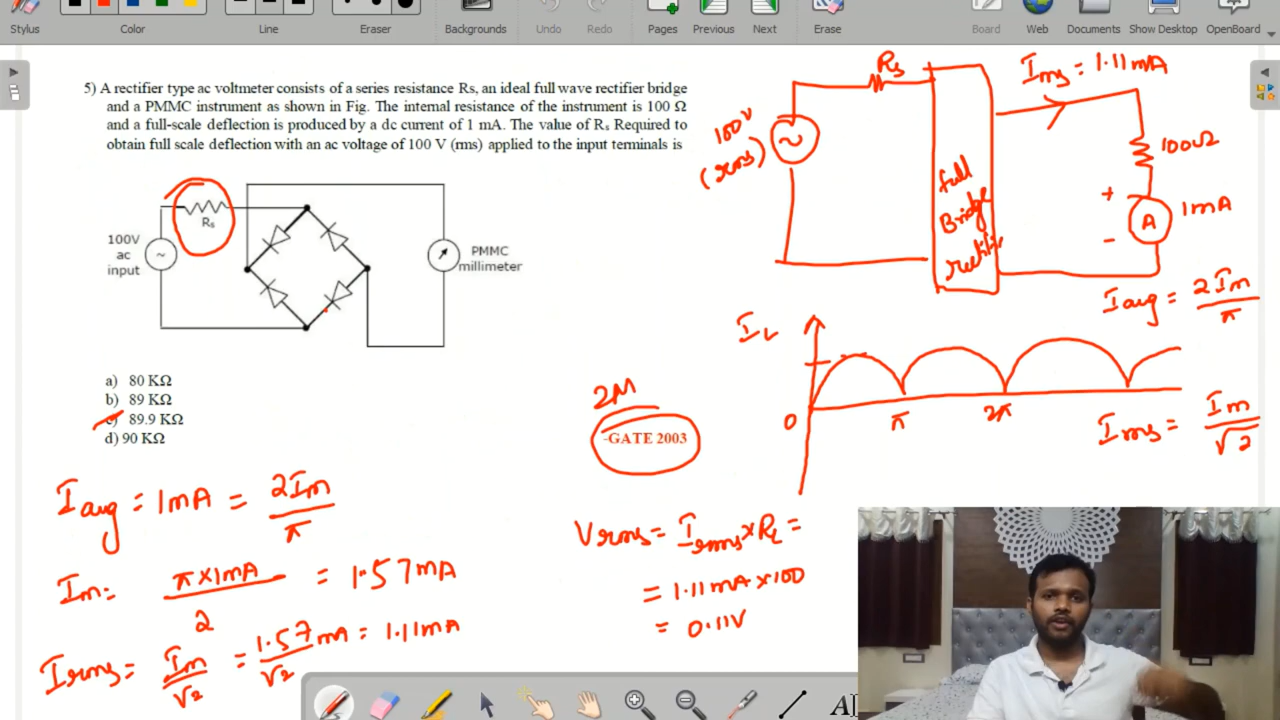 Stylus
Color
Line
Eraser
Backgrounds
Undo
Redo
Pages
Previous
Next
Erase
Board
Web
Documents
Show Desktop
OpenBoard
5) A rectifier type ac voltmeter consists of a series resistance Rs, an ideal full wave rectifier bridge
and a PMMC instrument as shown in Fig. The internal resistance of the instrument is 100 Ω
and a full-scale deflection is produced by a dc current of 1 mA. The value of Rs Required to
obtain full scale deflection with an ac voltage of 100 V (rms) applied to the input terminals is
Rs
100V
ac
input
~
PMMC
millimeter
a) 80 KΩ
b) 89 KΩ
c) 89.9 KΩ
d) 90 KΩ
2M
-GATE 2003
Rs
Irms = 1.11mA
100V
(rms)
~
full
Bridge
rectifi
100Ω
+
A
1mA
-
Iavg = 2Im/π
IL
0
π
2π
Irms = Im/√2
Iavg = 1mA = 2Im/π
Im = π×1mA/2 = 1.57mA
Irms = Im/√2 = 1.57mA/√2 = 1.11mA
Vrms = Irms×RL =
= 1.11mA×100
= 0.11V
A